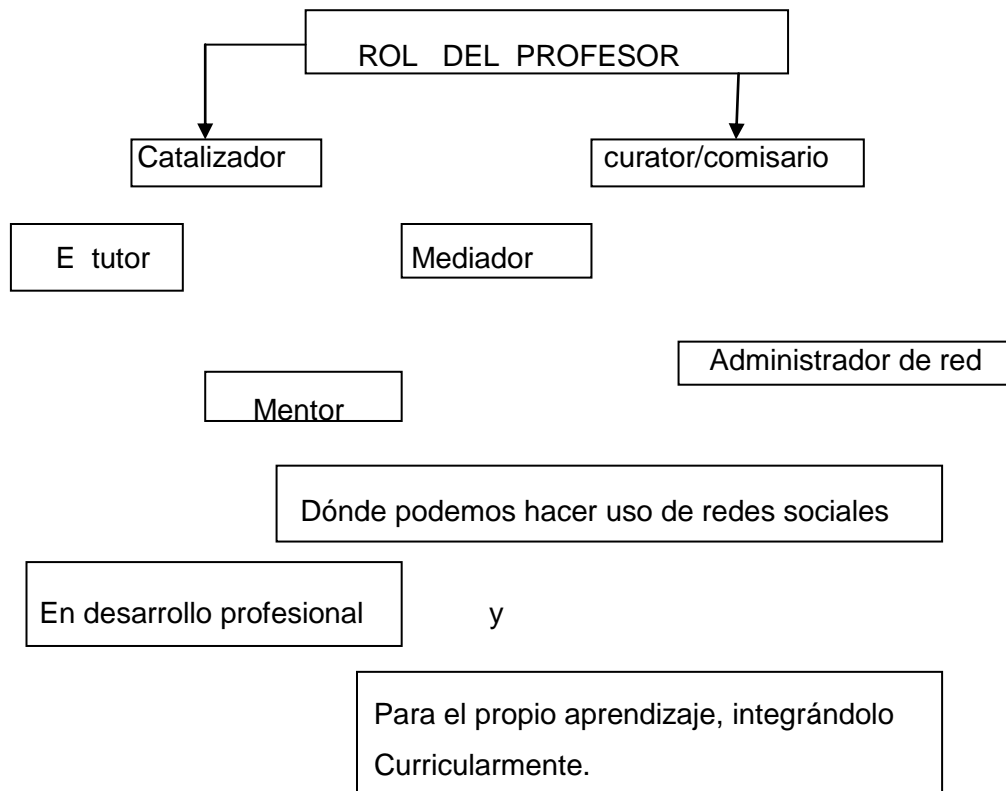 ROL DEL PROFESOR
Catalizador
curator/comisario
E tutor
Mediador
Administrador de red
Mentor
Dónde podemos hacer uso de redes sociales
En desarrollo profesional
y
Para el propio aprendizaje, integrándolo
Curricularmente.